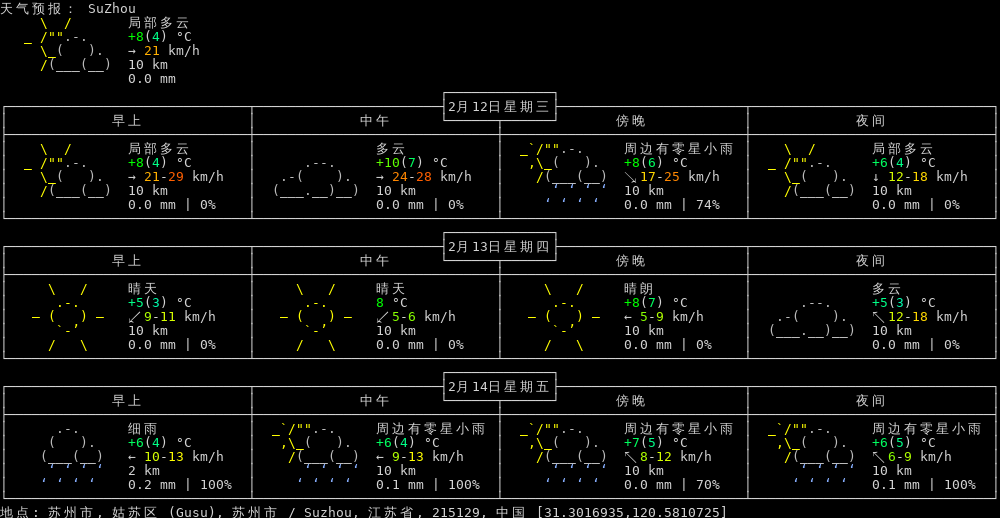 天气预报: SuZhou
局部多云
+8(4) °C
→ 21 km/h
10 km
0.0 mm
2月12日星期三
早上 中午 傍晚 夜间
局部多云 多云 周边有零星小雨 局部多云
+8(4) °C +10(7) °C +8(6) °C +6(4) °C
→ 21-29 km/h → 24-28 km/h ↘ 17-25 km/h ↓ 12-18 km/h
10 km 10 km 10 km 10 km
0.0 mm | 0% 0.0 mm | 0% 0.0 mm | 74% 0.0 mm | 0%
2月13日星期四
早上 中午 傍晚 夜间
晴天 晴天 晴朗 多云
+5(3) °C 8 °C +8(7) °C +5(3) °C
↙ 9-11 km/h ↙ 5-6 km/h ← 5-9 km/h ↖ 12-18 km/h
10 km 10 km 10 km 10 km
0.0 mm | 0% 0.0 mm | 0% 0.0 mm | 0% 0.0 mm | 0%
2月14日星期五
早上 中午 傍晚 夜间
细雨 周边有零星小雨 周边有零星小雨 周边有零星小雨
+6(4) °C +6(4) °C +7(5) °C +6(5) °C
← 10-13 km/h ← 9-13 km/h ↖ 8-12 km/h ↖ 6-9 km/h
2 km 10 km 10 km 10 km
0.2 mm | 100% 0.1 mm | 100% 0.0 mm | 70% 0.1 mm | 100%
地点: 苏州市, 姑苏区 (Gusu), 苏州市 / Suzhou, 江苏省, 215129, 中国 [31.3016935,120.5810725]